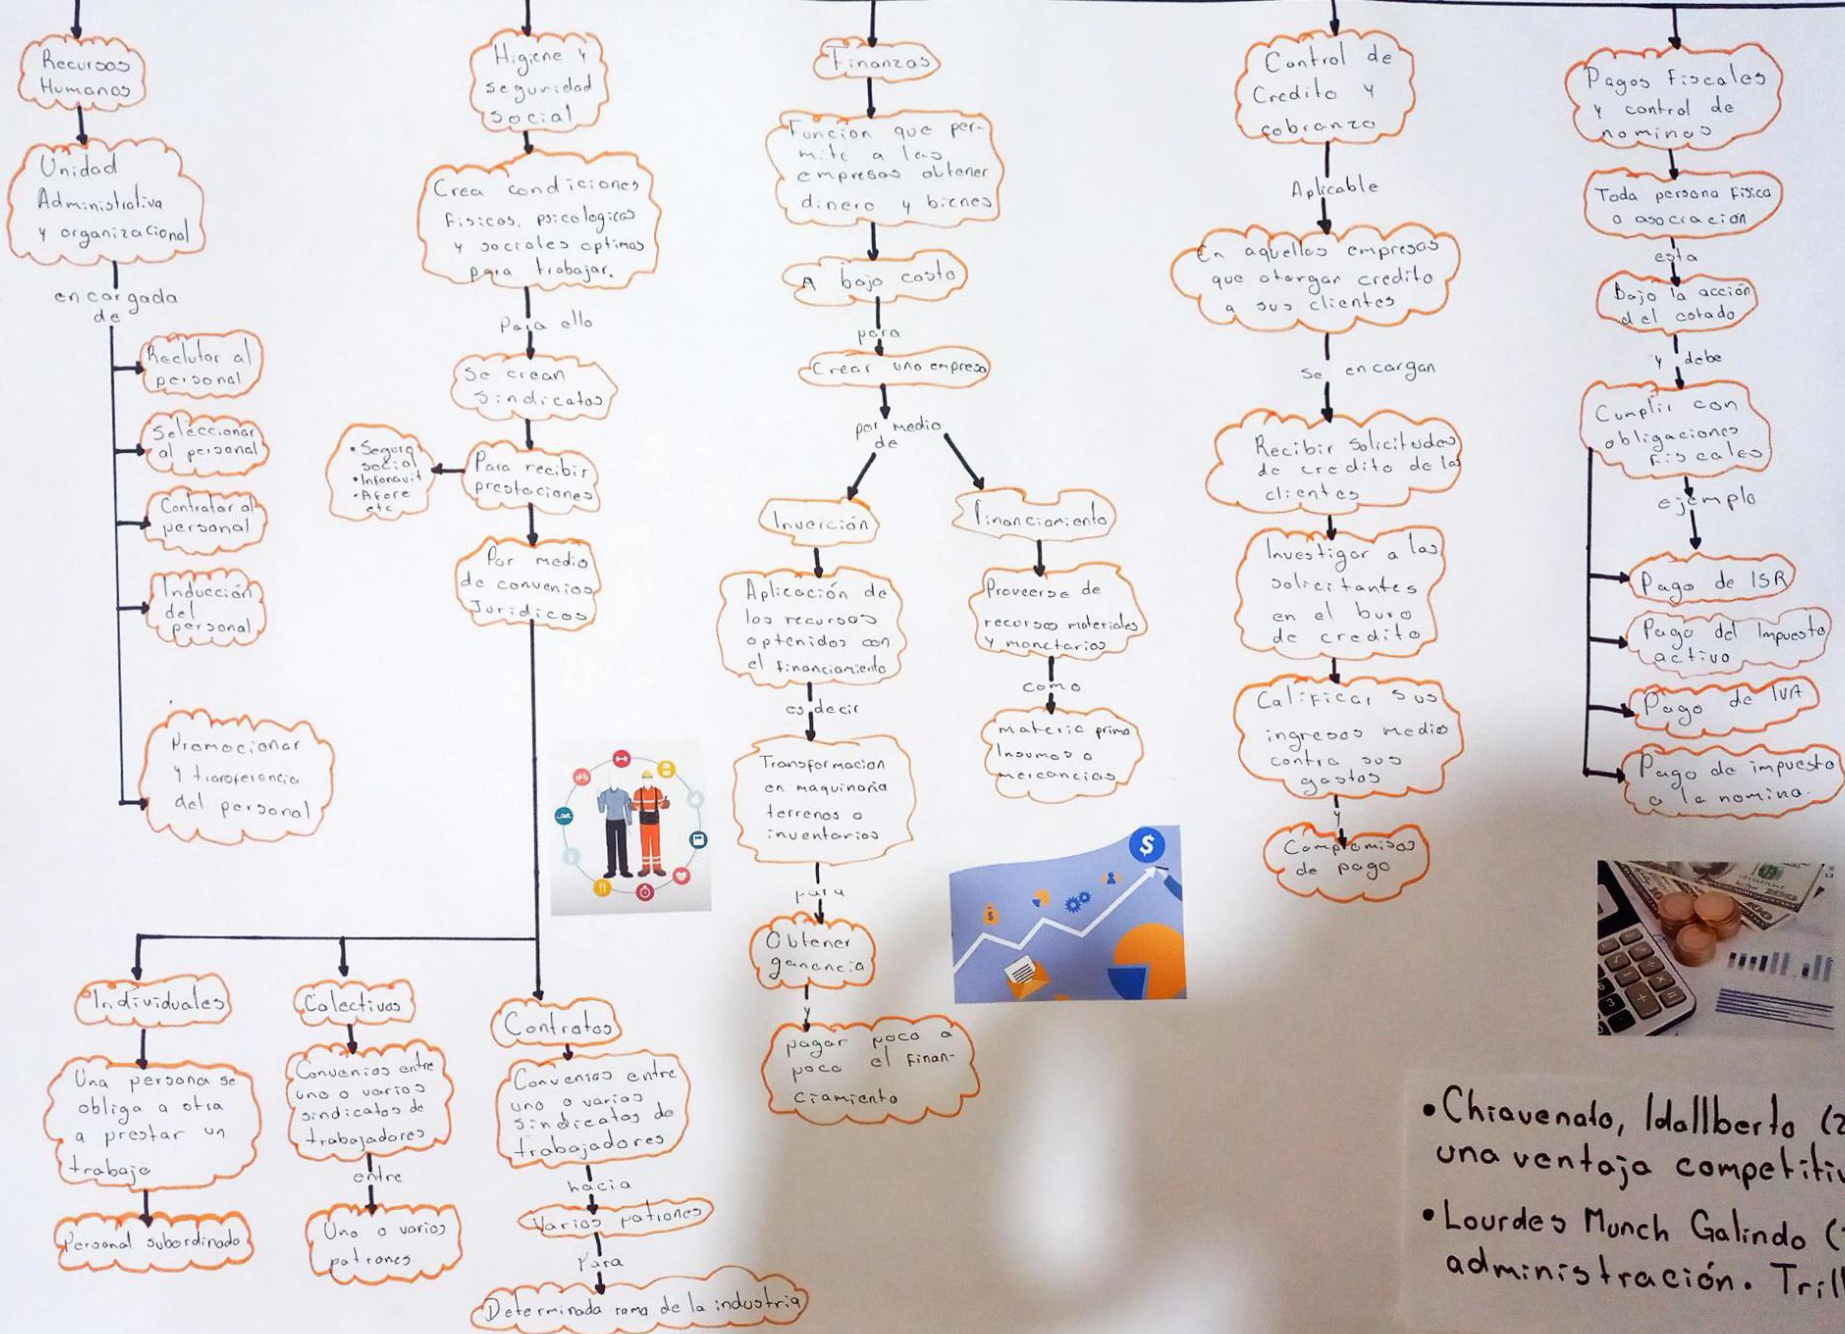 Recursos
Humanos
Unidad
Administrativa
y organizacional
encargada
de
Reclutar al
personal
Seleccionar
al personal
Contratar al
personal
Inducción
del
personal
Promocionar
y transferencia
del personal
Higiene y
seguridad
social
Crea condiciones
fisicas, psicologicas
y sociales optimas
para trabajar.
Para ello
Se crean
Sindicatos
Para recibir
prestaciones
• Seguro
social
• Infonavit
• Afore
etc
Por medio
de convenios
Juridicos
Individuales
Una persona se
obliga a otra
a prestar un
trabajo
Personal subordinado
Colectivos
Convenios entre
uno o varios
sindicatos de
trabajadores
entre
Uno o varios
patrones
Contratos
Convenios entre
uno o varios
sindicatos de
trabajadores
hacia
Varios patrones
Para
Determinada rama de la industria
Finanzas
Funcion que per-
mite a las
empresas obtener
dinero y bienes
A bajo costo
para
Crear una empresa
por medio
de
Inverción
Aplicación de
los recursos
optenidos con
el financiamiento
es decir
Transformacion
en maquinaria
terrenos o
inventarios
para
Obtener
ganancia
y
pagar poco a
poco el finan-
ciamiento
financiamiento
Proveerse de
recursos materiales
y monetarios
como
materia prima
Insumos o
mercancias
$
$
Control de
Credito y
cobranza
Aplicable
En aquellas empresas
que otorgan credito
a sus clientes
Se encargan
Recibir solicitudes
de credito de los
clientes
Investigar a los
solicitantes
en el buro
de credito
Calificar sus
ingresos medio
contra sus
gastos
y
Compromisos
de pago
Pagos fiscales
y control de
nominas
Toda persona fisica
o asociación
esta
Bajo la acción
del estado
y debe
Cumplir con
obligaciones
fiscales
ejemplo
Pago de ISR
Pago del Impuesto
activo
Pago de IVA
Pago de impuesto
a la nomina.
• Chiavenato, Idallberto (2
una ventaja competitiv
• Lourdes Munch Galindo (
administración. Trill